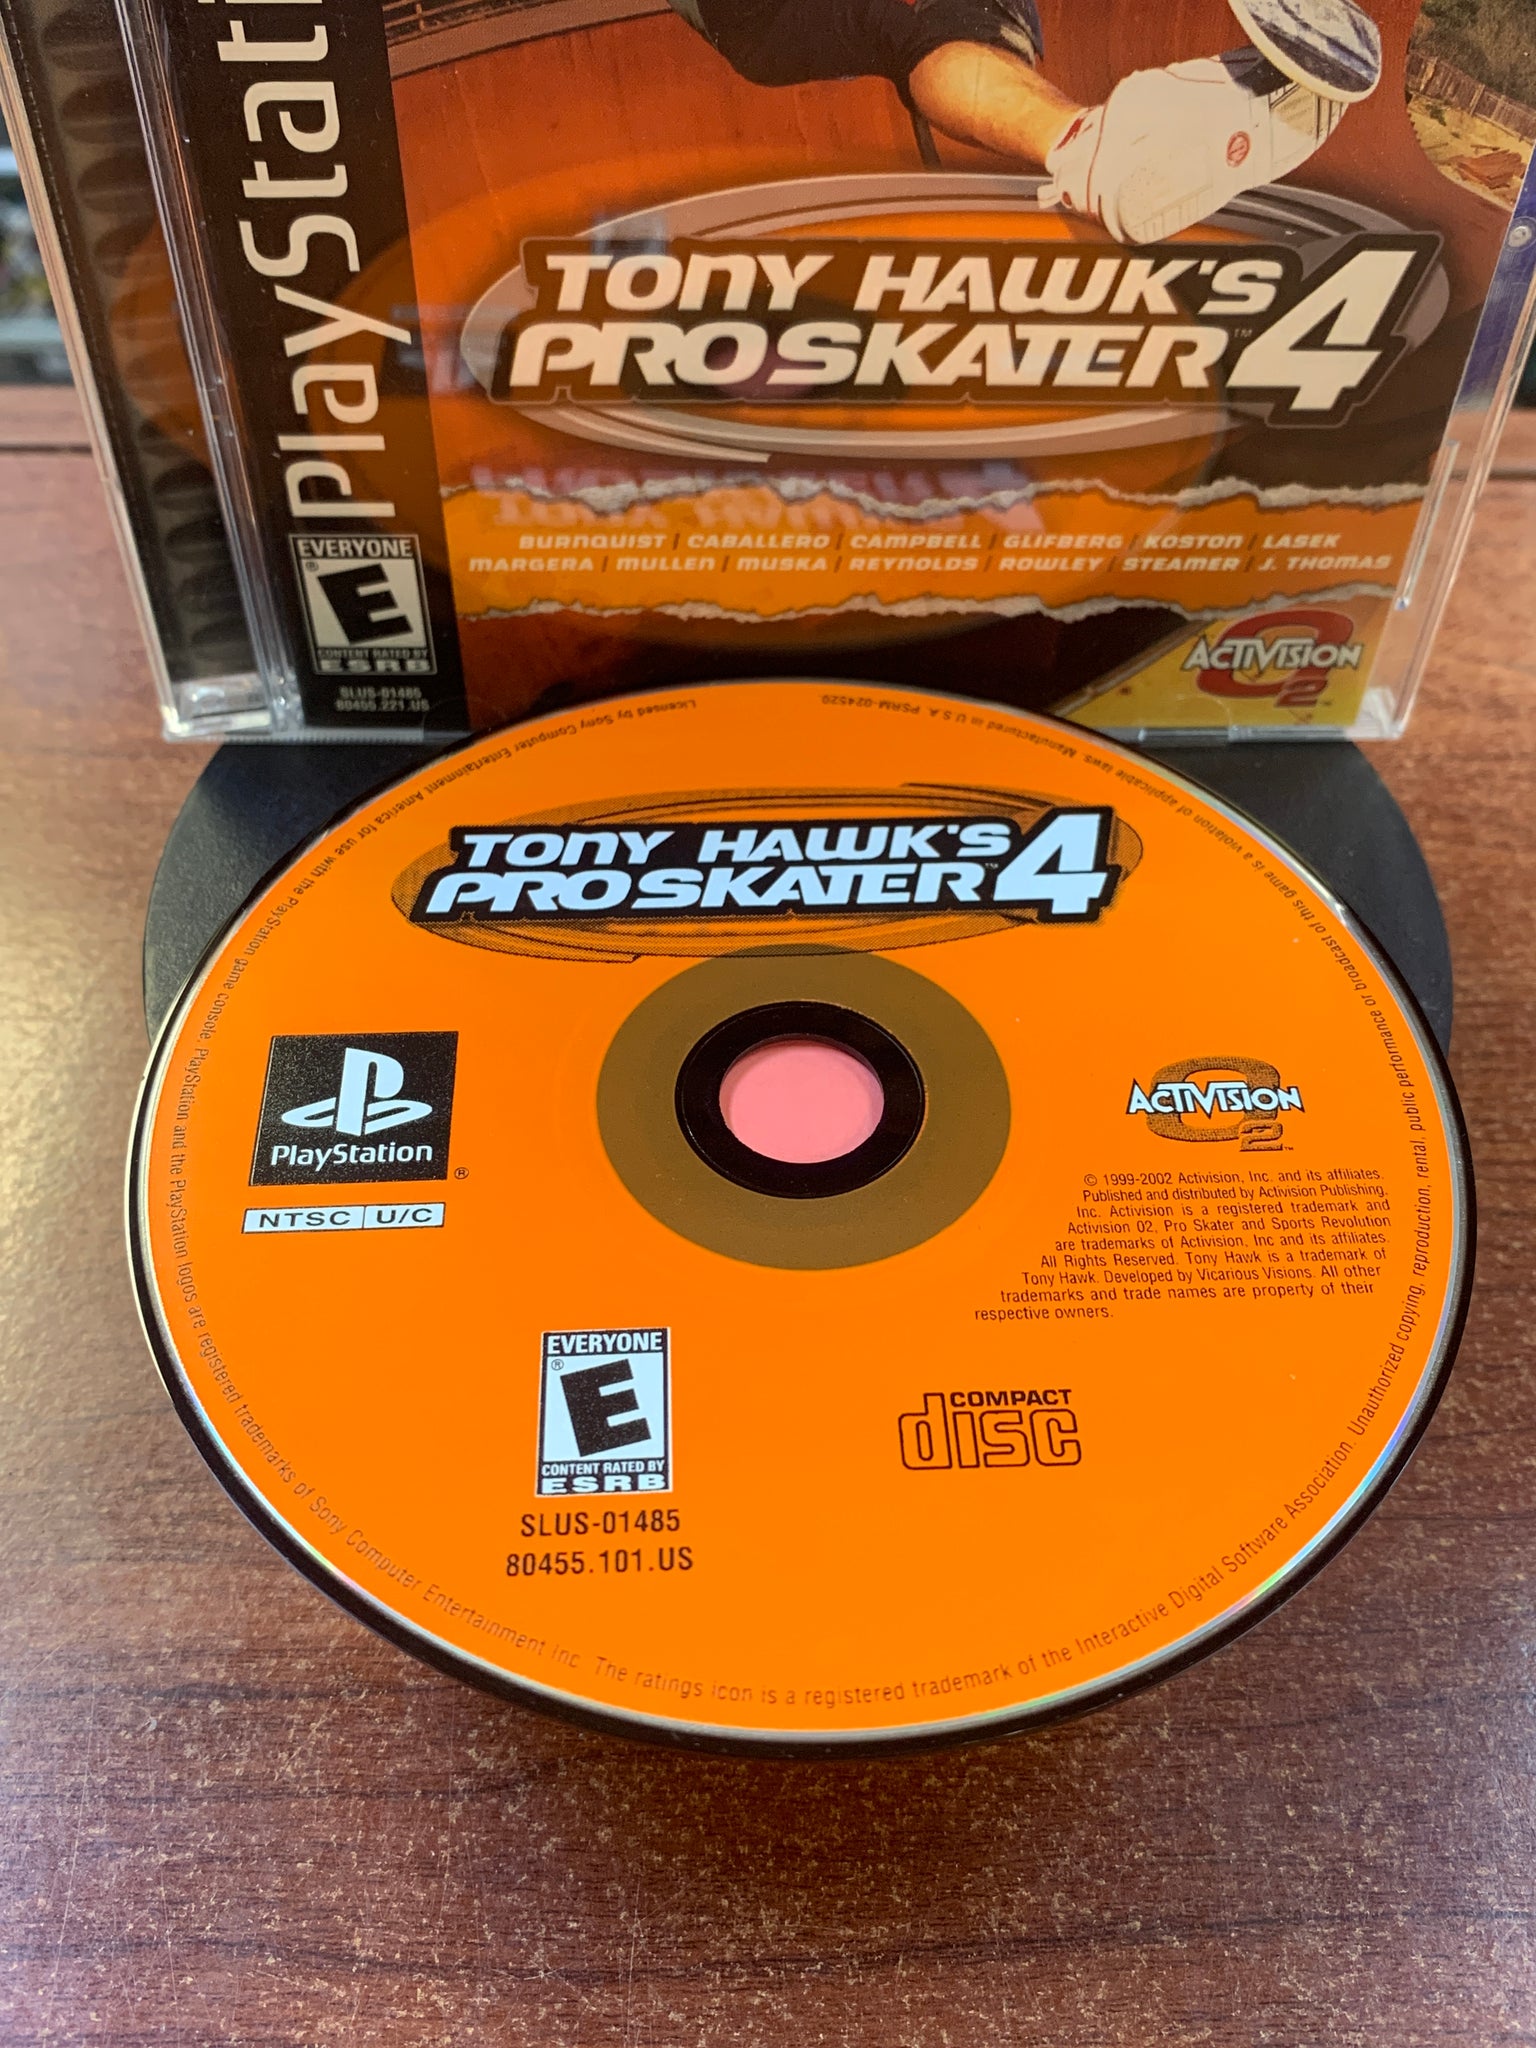 PlayStati
TONY HAWK'S
PROSKATER™ 4
BURNQUIST | CABALLERO | CAMPBELL | GLIFBERG | KOSTON | LASEK
MARGERA | MULLEN | MUSKA | REYNOLDS | ROWLEY | STEAMER | J. THOMAS
EVERYONE
E
®
CONTENT RATED BY
ESRB
SLUS-01485
80455.221.US
ACTIVISION
O2™
TONY HAWK'S
PROSKATER™ 4
PlayStation
®
NTSC U/C
ACTIVISION
O2™
© 1999-2002 Activision, Inc. and its affiliates.
Published and distributed by Activision Publishing,
Inc. Activision is a registered trademark and
Activision O2, Pro Skater and Sports Revolution
are trademarks of Activision, Inc and its affiliates.
All Rights Reserved. Tony Hawk is a trademark of
Tony Hawk. Developed by Vicarious Visions. All other
trademarks and trade names are property of their
respective owners.
EVERYONE
®
E
CONTENT RATED BY
ESRB
COMPACT
disc
SLUS-01485
80455.101.US
Licensed by Sony Computer Entertainment America for use with the PlayStation game console. PlayStation and the PlayStation logos are registered trademarks of Sony Computer Entertainment Inc. The ratings icon is a registered trademark of the Interactive Digital Software Association. Unauthorized copying, reproduction, rental, public performance or broadcast of this game is a violation of applicable laws. Manufactured in U.S.A. PSRM-024520.